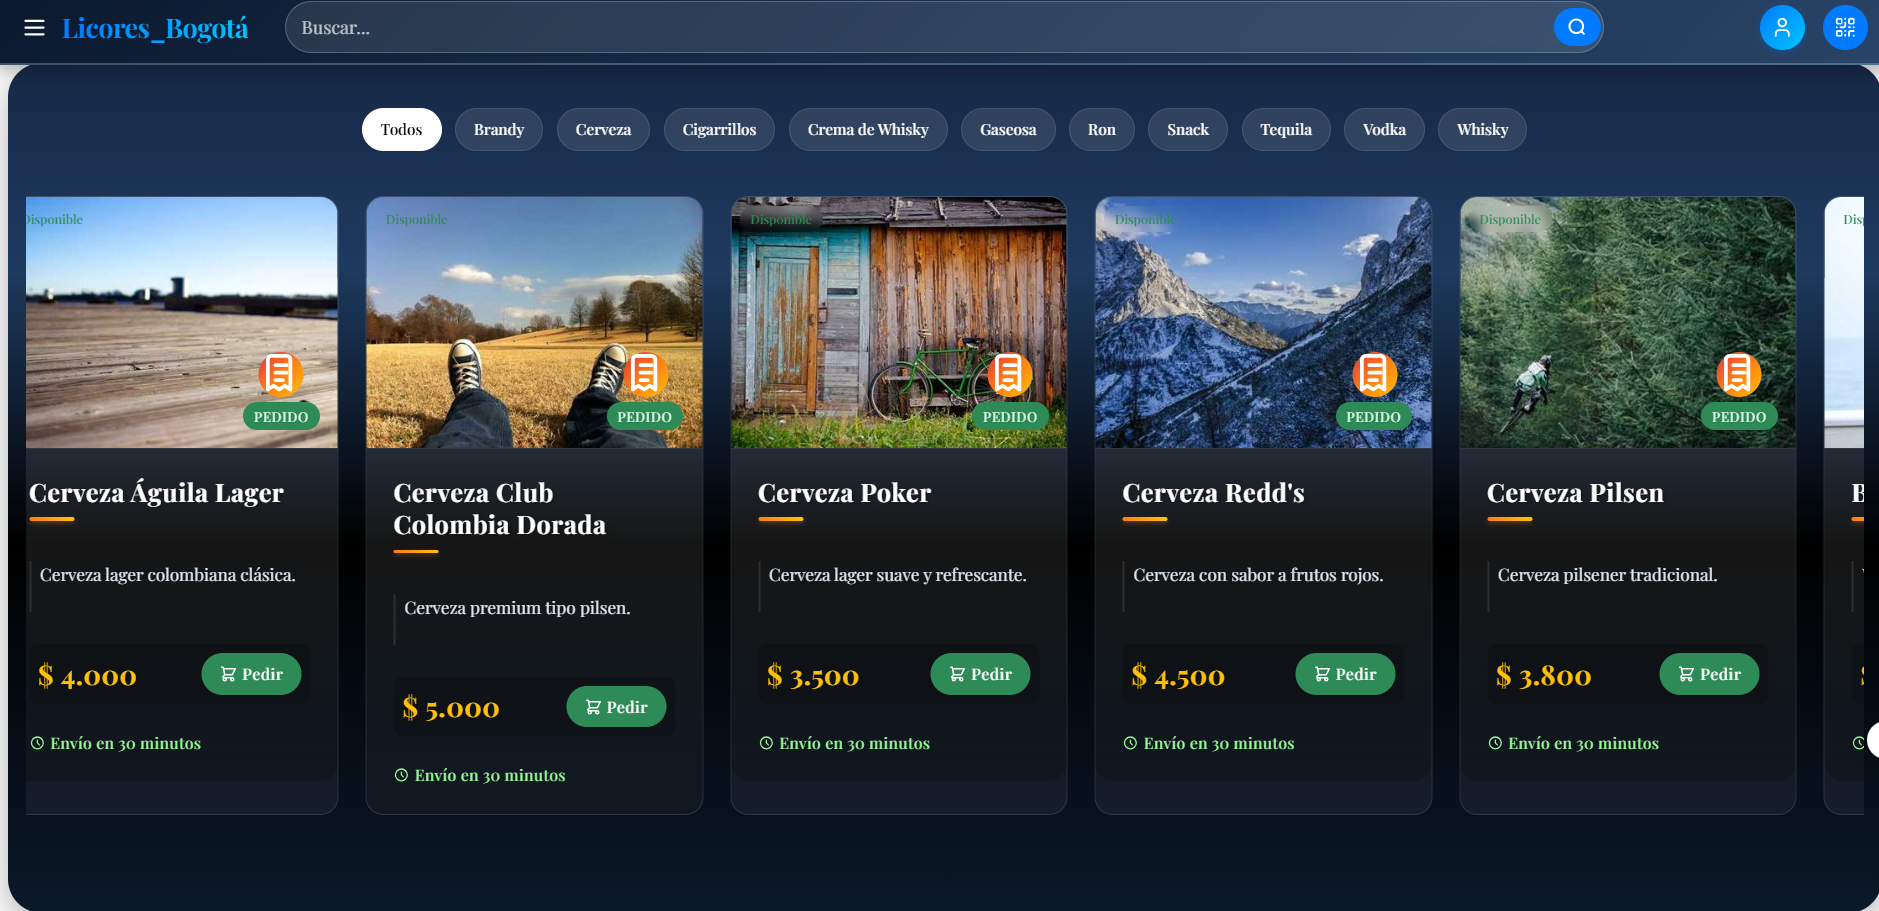 Licores_Bogotá
Buscar...
Todos
Brandy
Cerveza
Cigarrillos
Crema de Whisky
Gaseosa
Ron
Snack
Tequila
Vodka
Whisky
Disponible
PEDIDO
Cerveza Águila Lager
Cerveza lager colombiana clásica.
$ 4.000
Pedir
Envío en 30 minutos
Disponible
PEDIDO
Cerveza Club
Colombia Dorada
Cerveza premium tipo pilsen.
$ 5.000
Pedir
Envío en 30 minutos
Disponible
PEDIDO
Cerveza Poker
Cerveza lager suave y refrescante.
$ 3.500
Pedir
Envío en 30 minutos
Disponible
PEDIDO
Cerveza Redd's
Cerveza con sabor a frutos rojos.
$ 4.500
Pedir
Envío en 30 minutos
Disponible
PEDIDO
Cerveza Pilsen
Cerveza pilsener tradicional.
$ 3.800
Pedir
Envío en 30 minutos